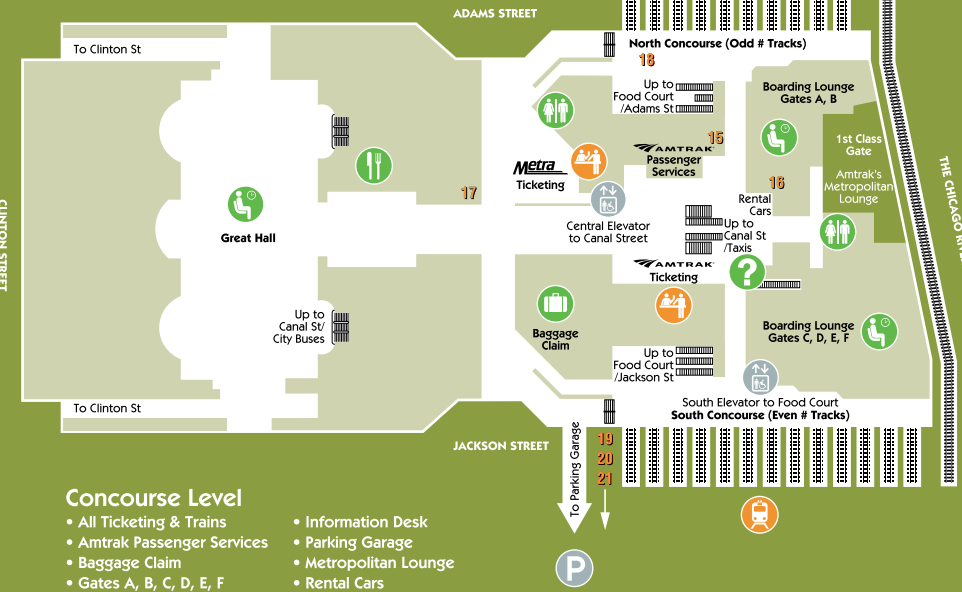 ADAMS STREET
To Clinton St
North Concourse (Odd # Tracks)
18
Up to
Food Court
/Adams St
Boarding Lounge
Gates A, B
15
AMTRAK
Passenger
Services
1st Class
Gate
Amtrak's
Metropolitan
Lounge
THE CHICAGO
CLINTON STREET
Metra
Ticketing
17
16
Rental
Cars
Great Hall
Central Elevator
to Canal Street
Up to
Canal St
/Taxis
AMTRAK
Ticketing
?
Up to
Canal St/
City Buses
Baggage
Claim
Boarding Lounge
Gates C, D, E, F
Up to
Food Court
/Jackson St
South Elevator to Food Court
South Concourse (Even # Tracks)
To Clinton St
JACKSON STREET
To Parking Garage
19
20
21
P
Concourse Level
• All Ticketing & Trains
• Amtrak Passenger Services
• Baggage Claim
• Gates A, B, C, D, E, F
• Information Desk
• Parking Garage
• Metropolitan Lounge
• Rental Cars